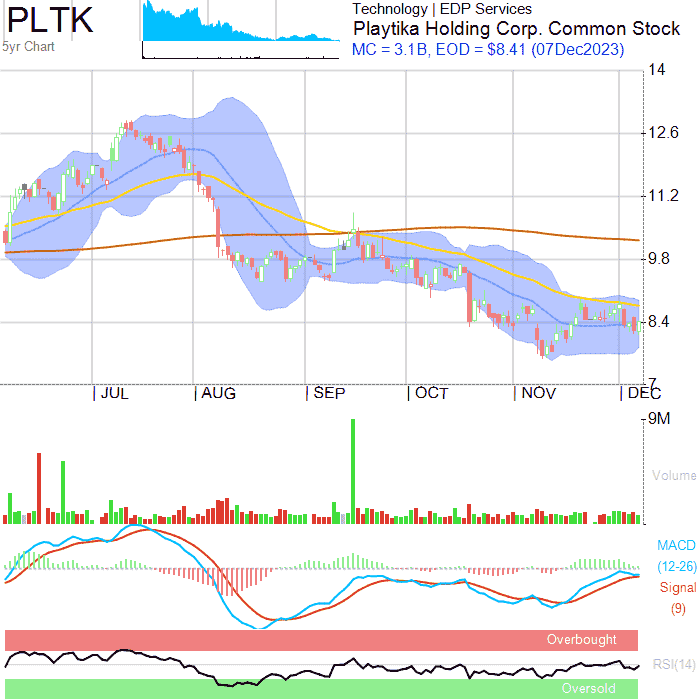 PLTK
5yr Chart
Technology | EDP Services
Playtika Holding Corp. Common Stock
MC = 3.1B, EOD = $8.41 (07Dec2023)
14
12.6
11.2
9.8
8.4
7
JUL
AUG
SEP
OCT
NOV
DEC
9M
Volume
MACD
(12-26)
Signal
(9)
Overbought
RSI(14)
Oversold